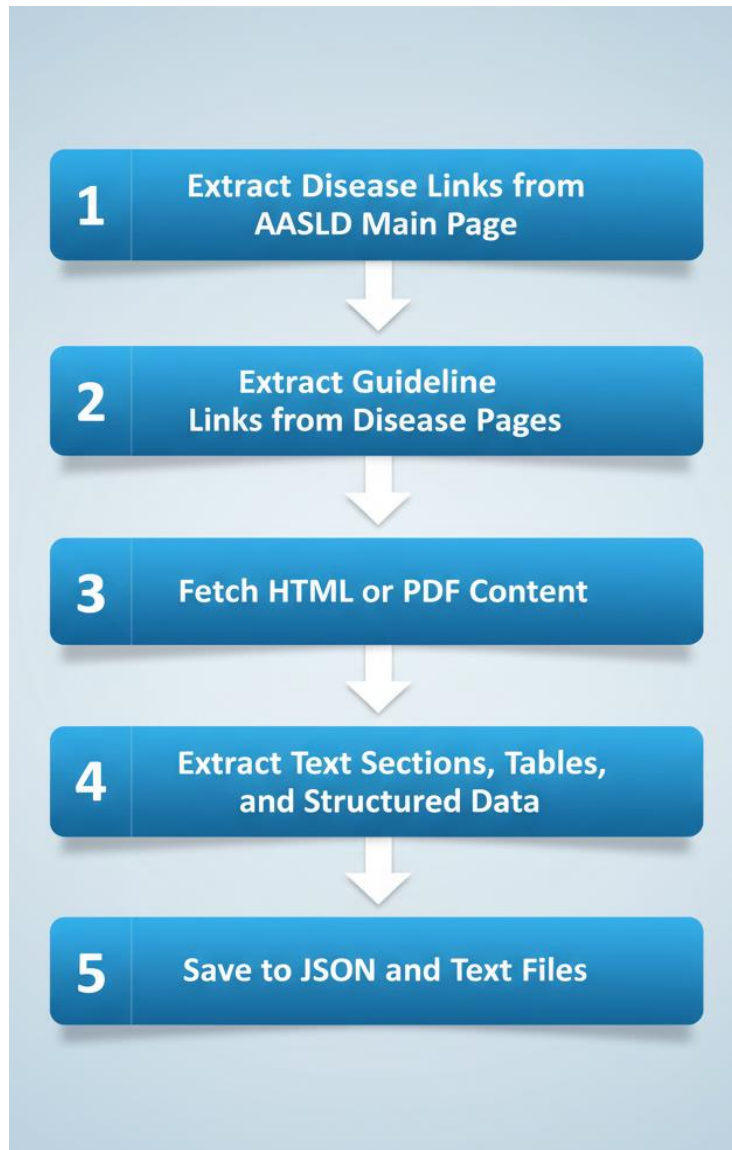 1
Extract Disease Links from
AASLD Main Page
2
Extract Guideline
Links from Disease Pages
3
Fetch HTML or PDF Content
4
Extract Text Sections, Tables,
and Structured Data
5
Save to JSON and Text Files